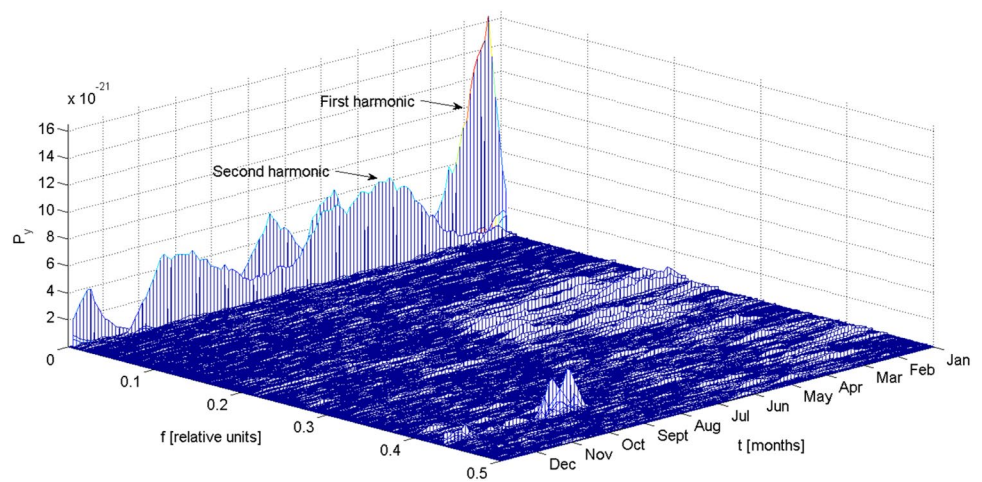 x 10^-21
First harmonic
Second harmonic
16
14
12
10
8
6
4
2
0
P_y
0.1
0.2
0.3
0.4
0.5
f [relative units]
Dec
Nov
Oct
Sept
Aug
Jul
Jun
May
Apr
Mar
Feb
Jan
t [months]